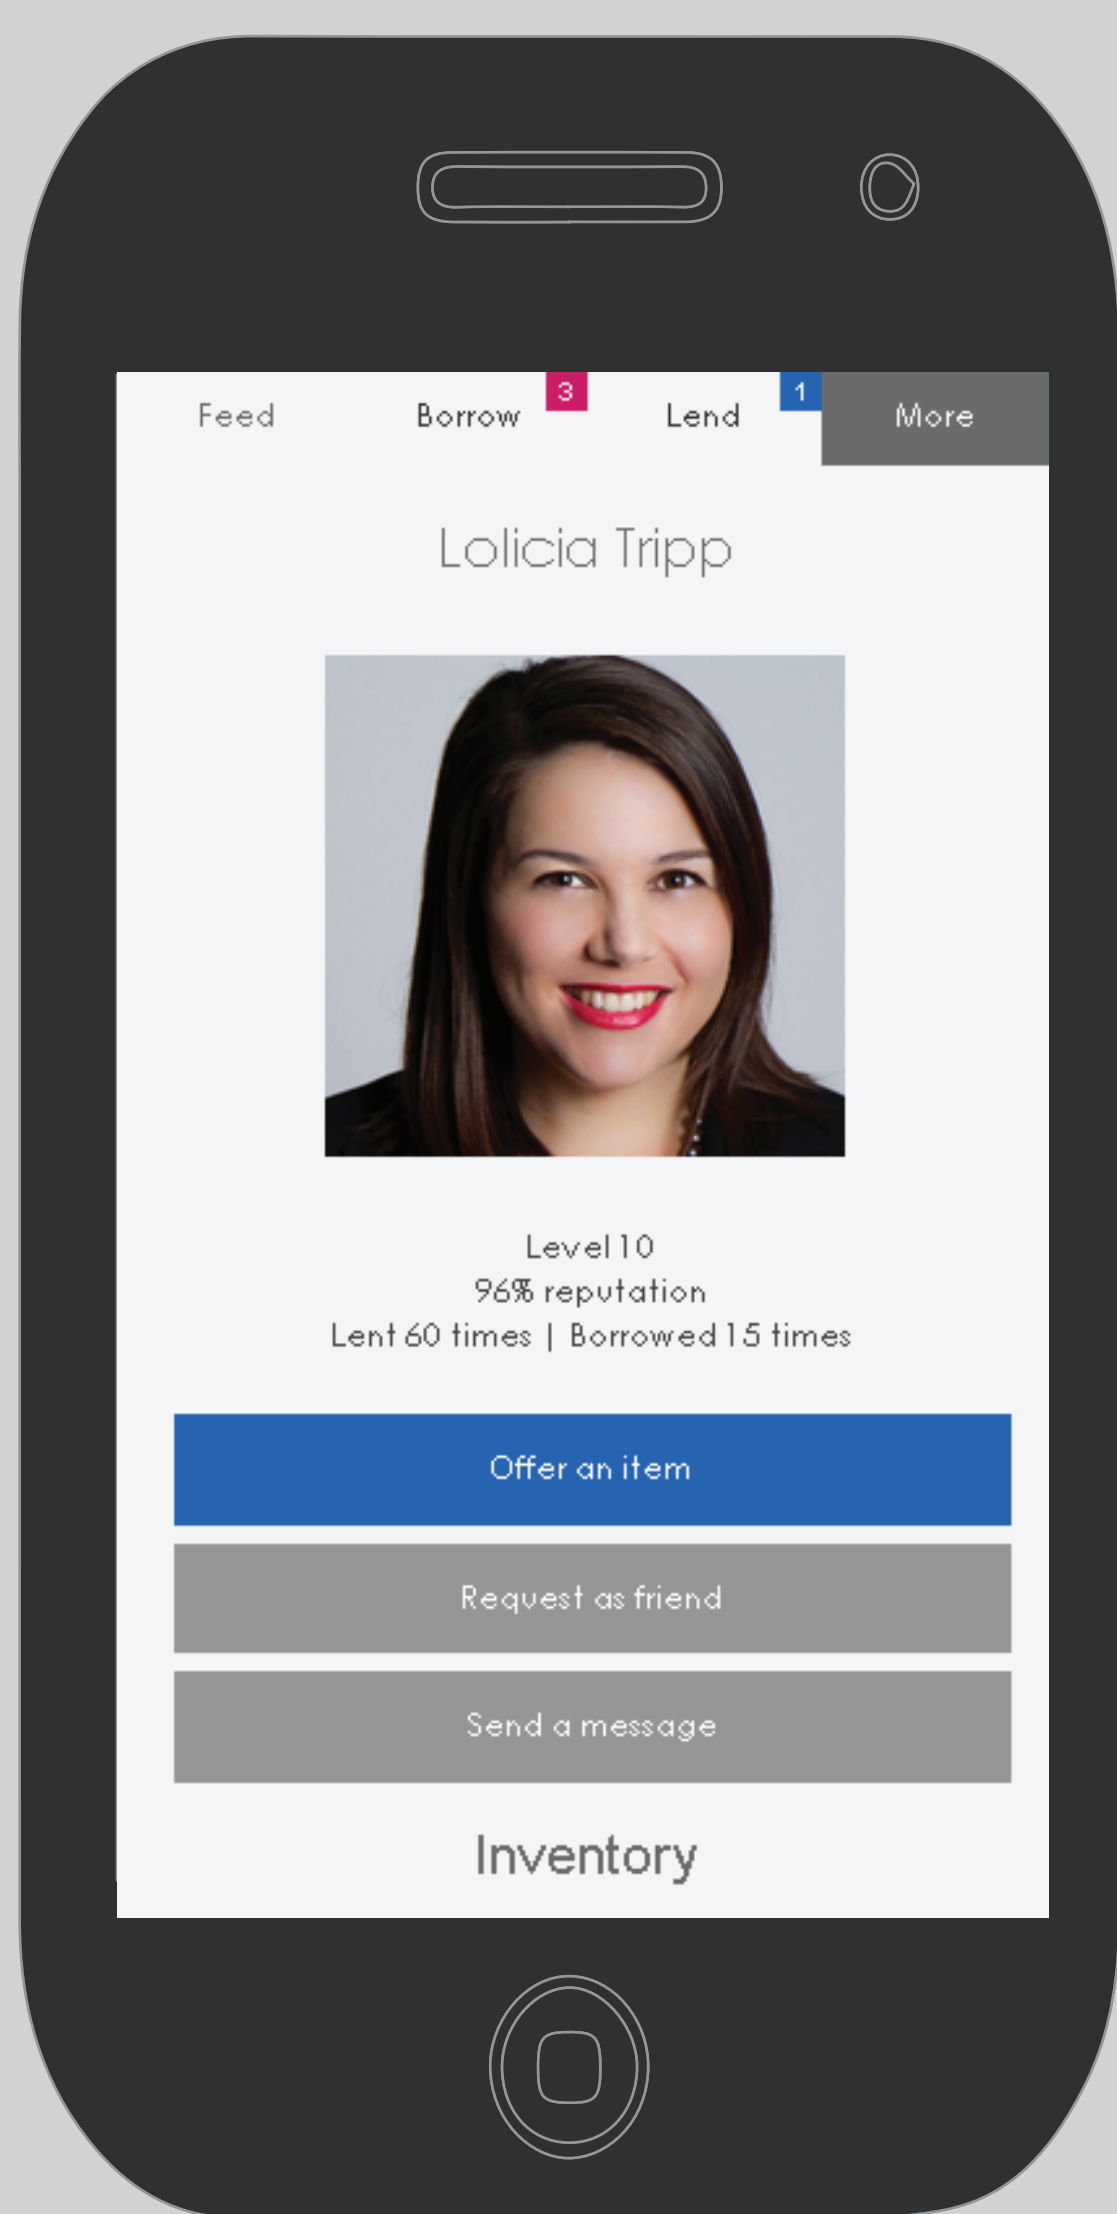 Feed Borrow 3 Lend 1 More
Lolicia Tripp
Level 10
96% reputation
Lent 60 times | Borrowed 15 times
Offer an item
Request as friend
Send a message
Inventory